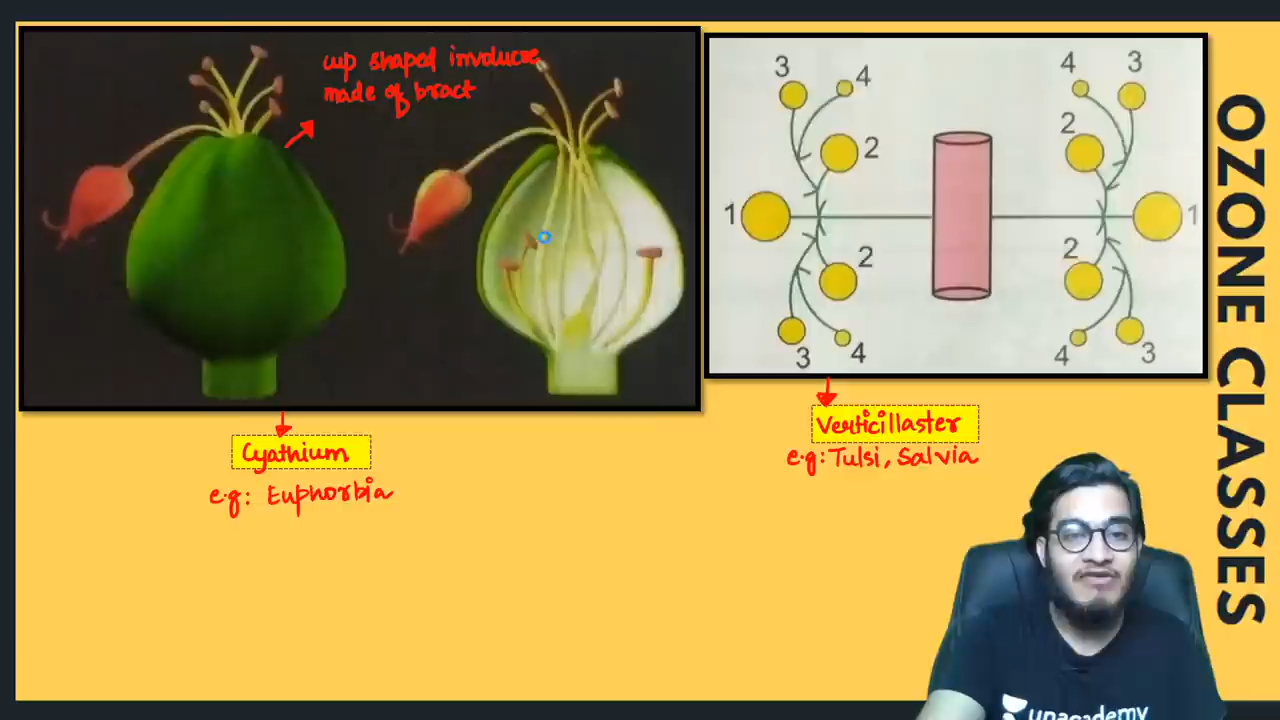 cup shaped involucre
made of bract
Cyathium
e.g: Euphorbia
3
4
2
1
2
3
4
4
3
2
1
2
4
3
Verticillaster
e.g: Tulsi, Salvia
OZONE CLASSES
unacademy